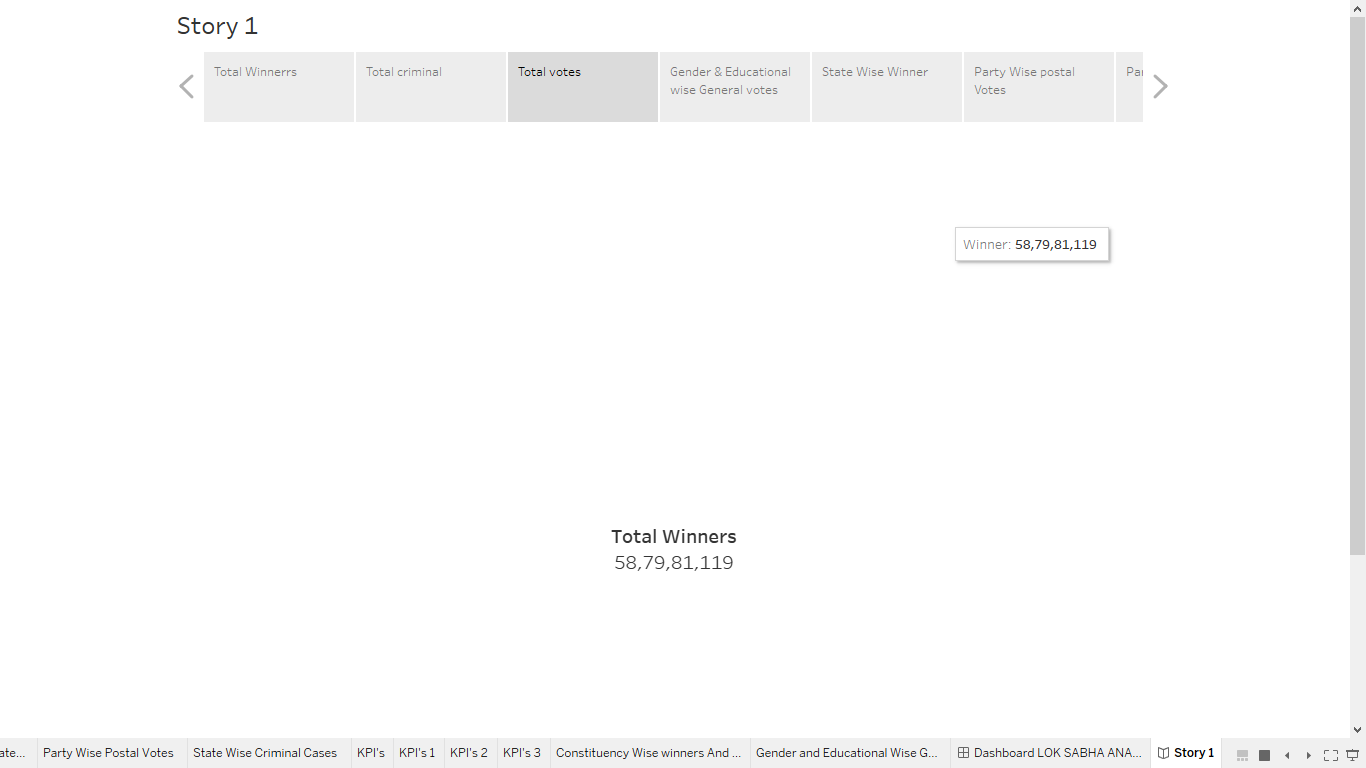 Story 1
Total Winnerrs
Total criminal
Total votes
Gender & Educational
wise General votes
State Wise Winner
Party Wise postal
Votes
Winner: 58,79,81,119
Total Winners
58,79,81,119
Party Wise Postal Votes
State Wise Criminal Cases
KPI's
KPI's 1
KPI's 2
KPI's 3
Constituency Wise winners And ...
Gender and Educational Wise G...
Dashboard LOK SABHA ANA...
Story 1